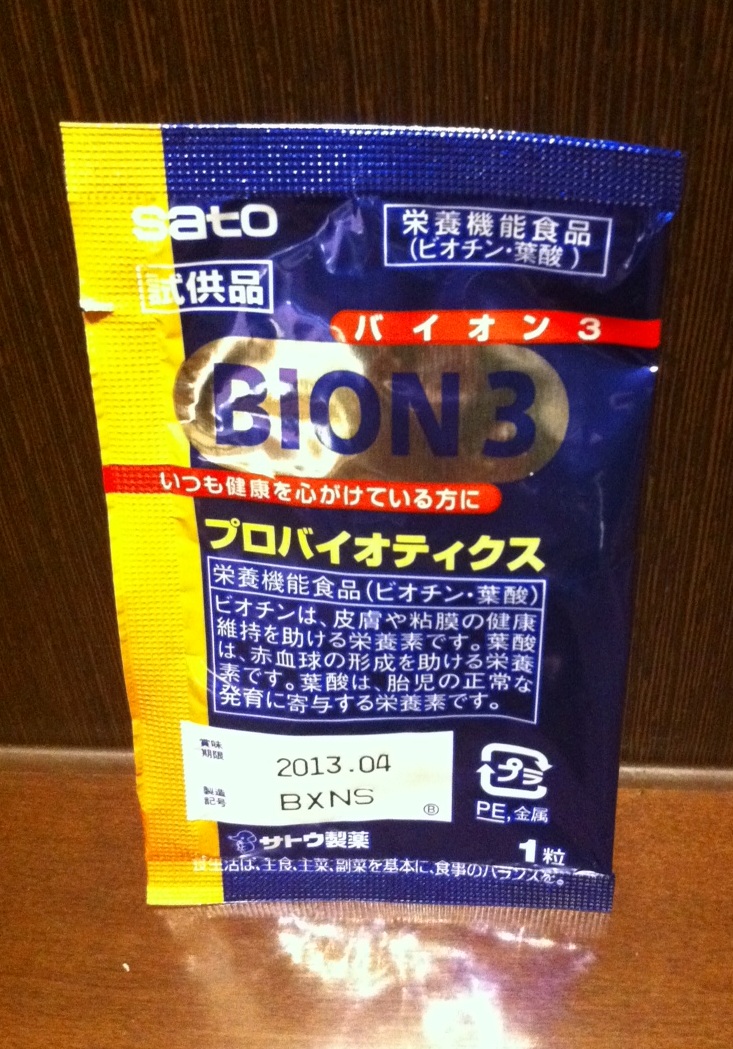 sato
栄養機能食品
(ビオチン・葉酸)
試供品
バイオン3
BION3
いつも健康を心がけている方に
プロバイオティクス
栄養機能食品(ビオチン・葉酸)
ビオチンは、皮膚や粘膜の健康
維持を助ける栄養素です。葉酸
は、赤血球の形成を助ける栄養
素です。葉酸は、胎児の正常な
発育に寄与する栄養素です。
賞味
期限
2013.04
製造
記号
BXNS
Ⓑ
プラ
PE,金属
サトウ製薬
1粒
食生活は、主食、主菜、副菜を基本に、食事のバランスを。